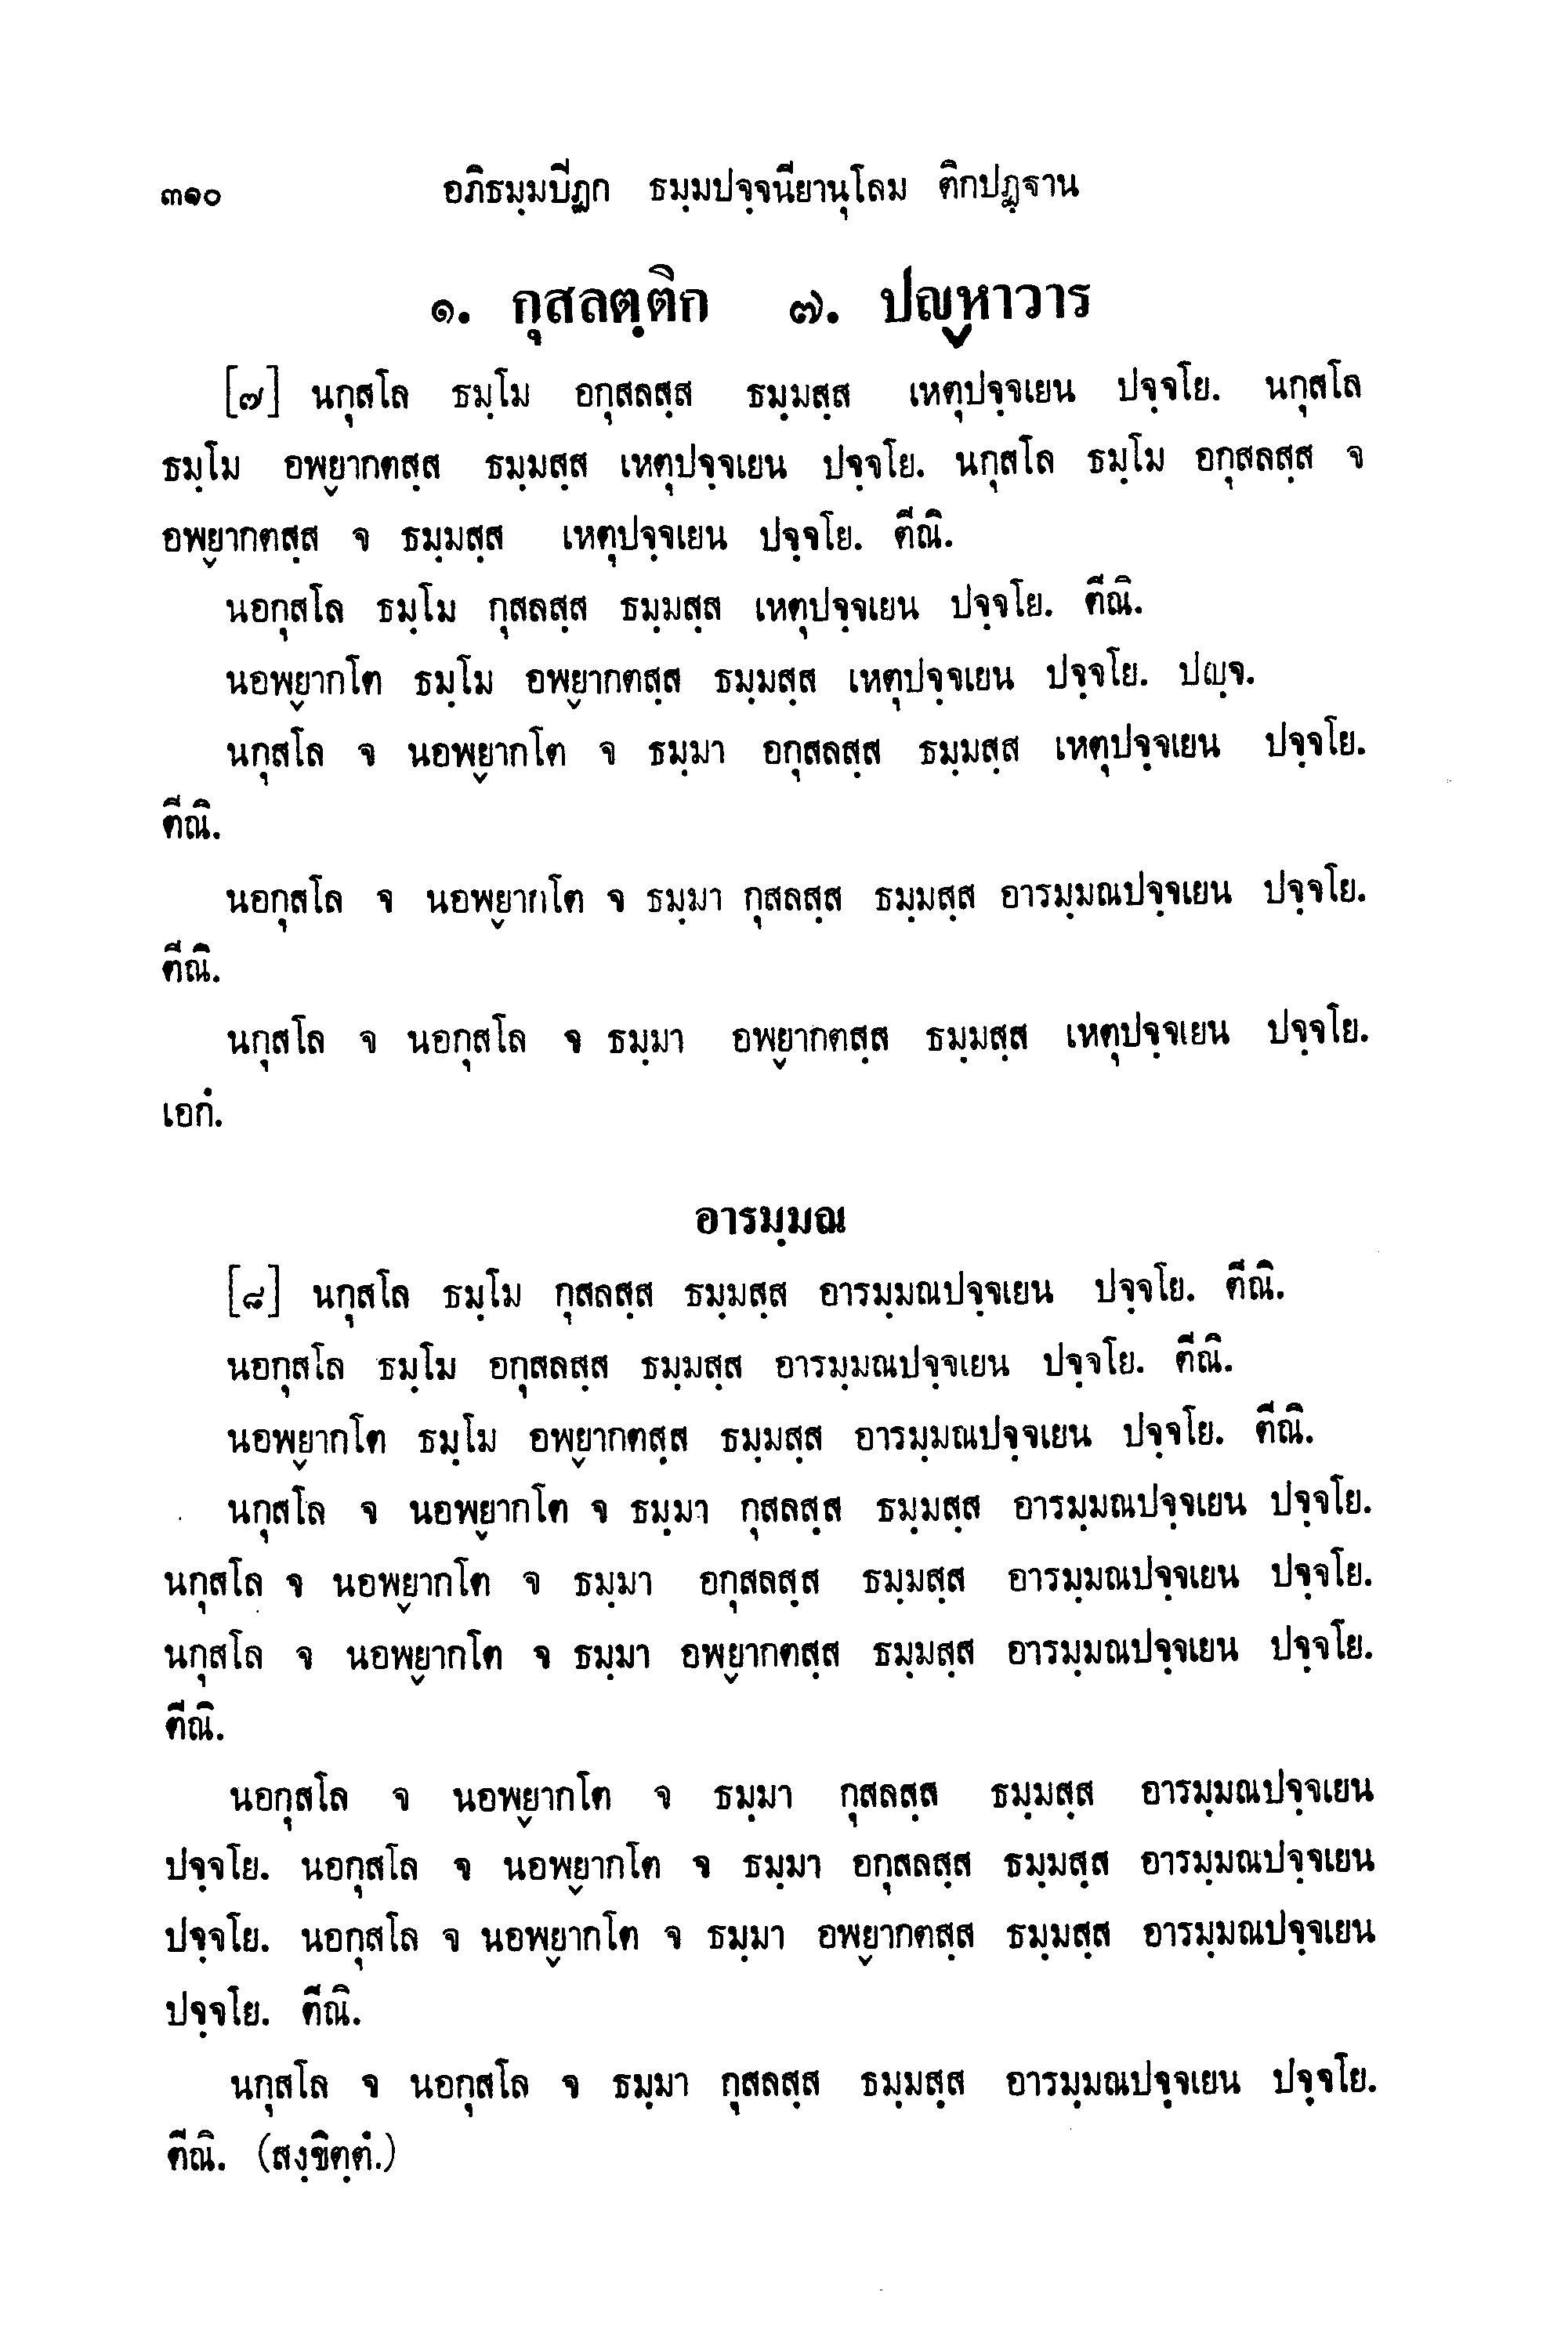 ๓๑๐ อภิธมฺมปิฏก ธมฺมปจฺจนียานุโลม ติกปฏฺฐาน
๑. กุสลตฺติก ๗. ปญฺหาวาร
[๗] นกุสโล ธมฺโม อกุสลสฺส ธมฺมสฺส เหตุปจฺจเยน ปจฺจโย. นกุสโล
ธมฺโม อพฺยากตสฺส ธมฺมสฺส เหตุปจฺจเยน ปจฺจโย. นกุสโล ธมฺโม อกุสลสฺส จ
อพฺยากตสฺส จ ธมฺมสฺส เหตุปจฺจเยน ปจฺจโย. ตีณิ.
นอกุสโล ธมฺโม กุสลสฺส ธมฺมสฺส เหตุปจฺจเยน ปจฺจโย. ตีณิ.
นอพฺยากโต ธมฺโม อพฺยากตสฺส ธมฺมสฺส เหตุปจฺจเยน ปจฺจโย. ปญฺจ.
นกุสโล จ นอพฺยากโต จ ธมฺมา อกุสลสฺส ธมฺมสฺส เหตุปจฺจเยน ปจฺจโย.
ตีณิ.
นอกุสโล จ นอพฺยากโต จ ธมฺมา กุสลสฺส ธมฺมสฺส อารมฺมณปจฺจเยน ปจฺจโย.
ตีณิ.
นกุสโล จ นอกุสโล จ ธมฺมา อพฺยากตสฺส ธมฺมสฺส เหตุปจฺจเยน ปจฺจโย.
เอกํ.
อารมฺมณ
[๘] นกุสโล ธมฺโม กุสลสฺส ธมฺมสฺส อารมฺมณปจฺจเยน ปจฺจโย. ตีณิ.
นอกุสโล ธมฺโม อกุสลสฺส ธมฺมสฺส อารมฺมณปจฺจเยน ปจฺจโย. ตีณิ.
นอพฺยากโต ธมฺโม อพฺยากตสฺส ธมฺมสฺส อารมฺมณปจฺจเยน ปจฺจโย. ตีณิ.
นกุสโล จ นอพฺยากโต จ ธมฺมา กุสลสฺส ธมฺมสฺส อารมฺมณปจฺจเยน ปจฺจโย.
นกุสโล จ นอพฺยากโต จ ธมฺมา อกุสลสฺส ธมฺมสฺส อารมฺมณปจฺจเยน ปจฺจโย.
นกุสโล จ นอพฺยากโต จ ธมฺมา อพฺยากตสฺส ธมฺมสฺส อารมฺมณปจฺจเยน ปจฺจโย.
ตีณิ.
นอกุสโล จ นอพฺยากโต จ ธมฺมา กุสลสฺส ธมฺมสฺส อารมฺมณปจฺจเยน
ปจฺจโย. นอกุสโล จ นอพฺยากโต จ ธมฺมา อกุสลสฺส ธมฺมสฺส อารมฺมณปจฺจเยน
ปจฺจโย. นอกุสโล จ นอพฺยากโต จ ธมฺมา อพฺยากตสฺส ธมฺมสฺส อารมฺมณปจฺจเยน
ปจฺจโย. ตีณิ.
นกุสโล จ นอกุสโล จ ธมฺมา กุสลสฺส ธมฺมสฺส อารมฺมณปจฺจเยน ปจฺจโย.
ตีณิ. (สงฺขิตฺตํ.)